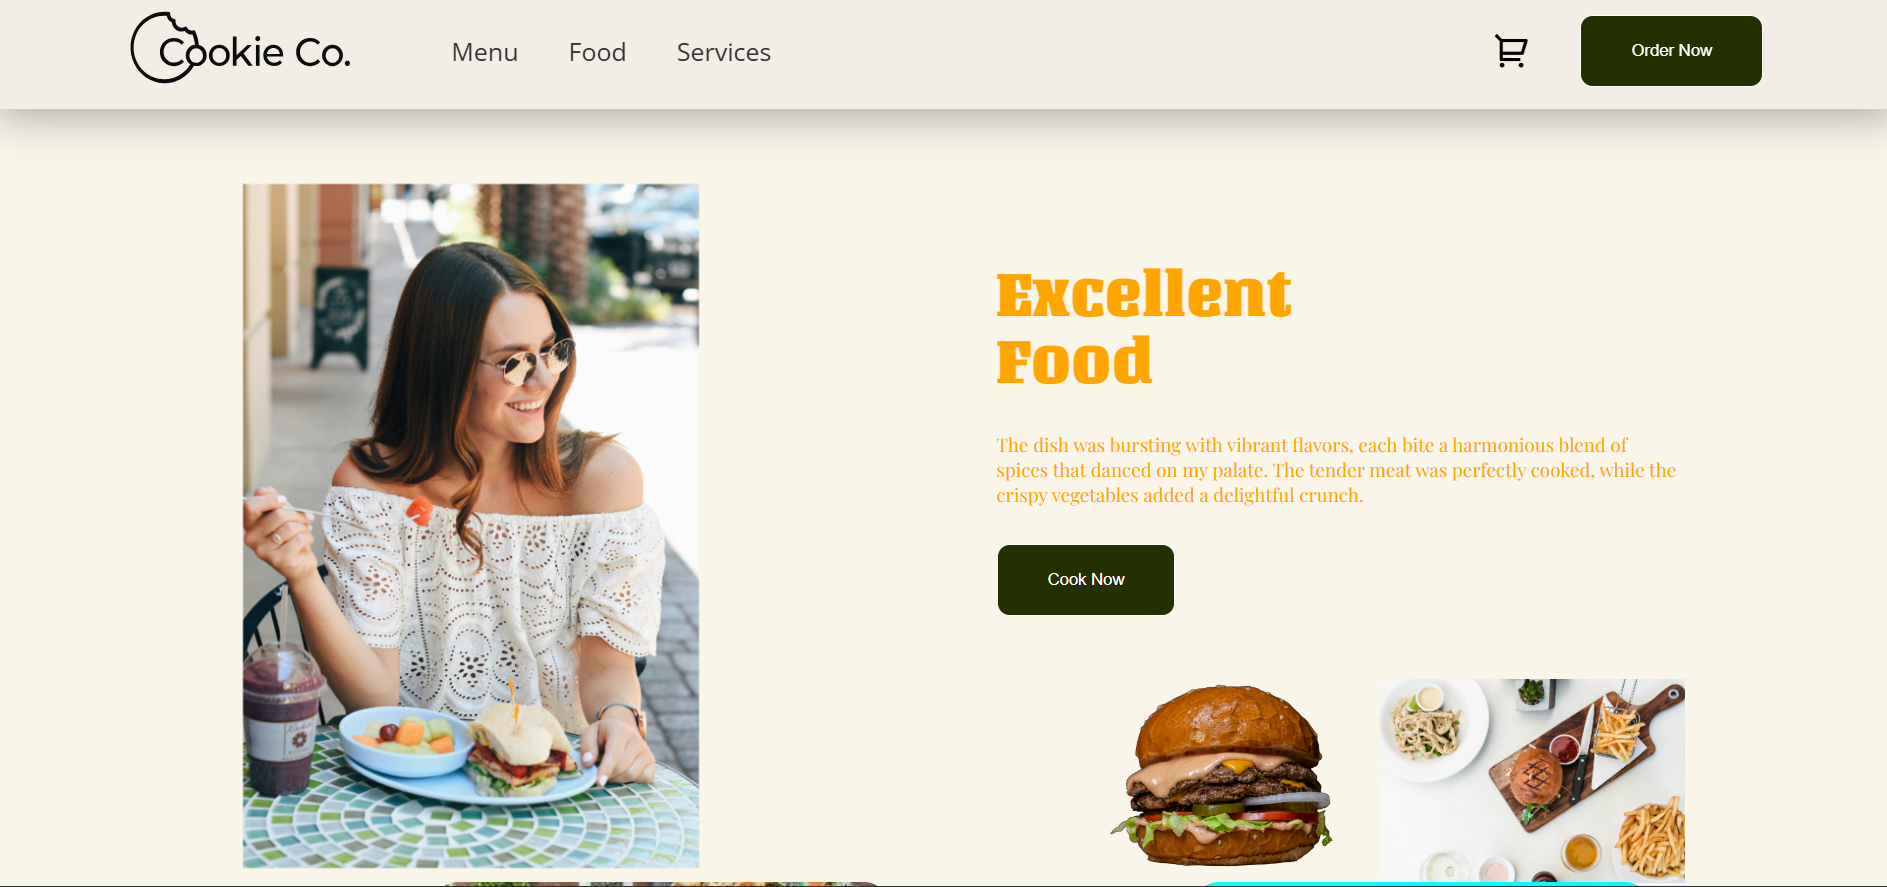 Cookie Co.
Menu
Food
Services
Order Now
Excellent
Food
The dish was bursting with vibrant flavors, each bite a harmonious blend of
spices that danced on my palate. The tender meat was perfectly cooked, while the
crispy vegetables added a delightful crunch.
Cook Now